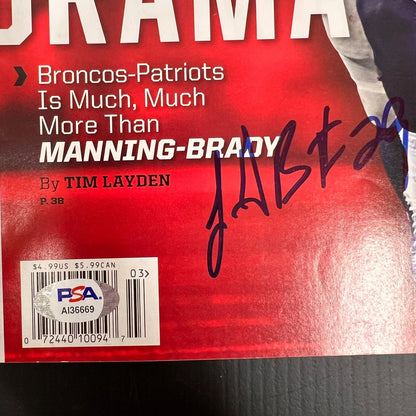 DRAMA
Broncos-Patriots
Is Much, Much
More Than
MANNING-BRADY
By TIM LAYDEN
P. 38
$4.99US $5.99CAN
03>
PSA
AI36669
0 72440 10094 7